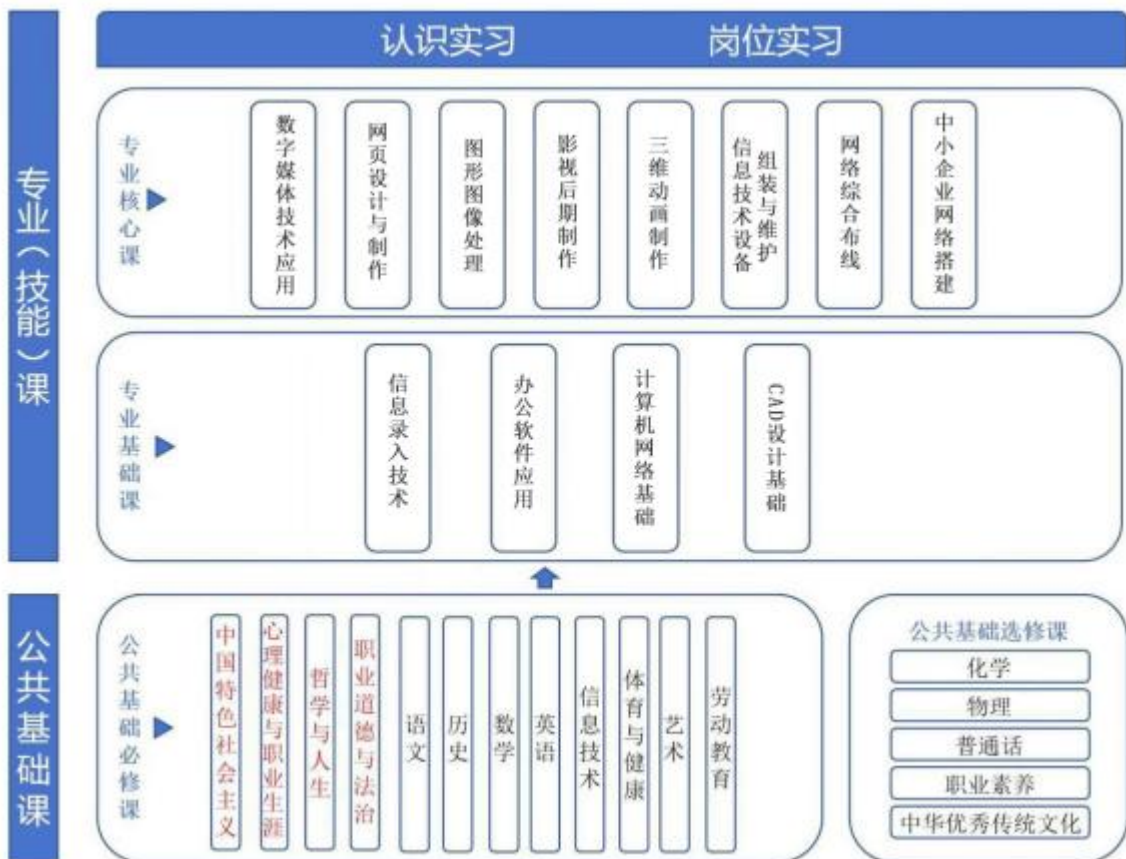 专业（技能）课
认识实习
岗位实习
专业核心课
数字媒体技术应用
网页设计与制作
图形图像处理
影视后期制作
三维动画制作
组装与维护
信息技术设备
网络综合布线
中小企业网络搭建
专业基础课
信息录入技术
办公软件应用
计算机网络基础
CAD设计基础
公共基础课
公共基础必修课
中国特色社会主义
心理健康与职业生涯
哲学与人生
职业道德与法治
语文
历史
数学
英语
信息技术
体育与健康
艺术
劳动教育
公共基础选修课
化学
物理
普通话
职业素养
中华优秀传统文化